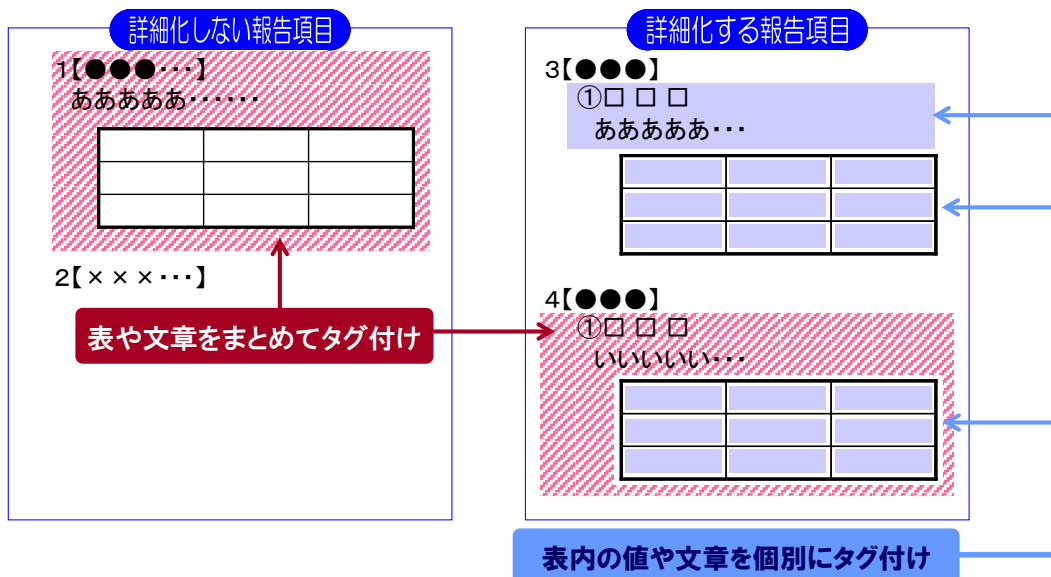 詳細化しない報告項目
1【●●●･･･】
あああああ･･････
2【×××･･･】
表や文章をまとめてタグ付け
詳細化する報告項目
3【●●●】
①□ □ □
あああああ･･･
4【●●●】
①□ □ □
いいいいい･･･
表内の値や文章を個別にタグ付け